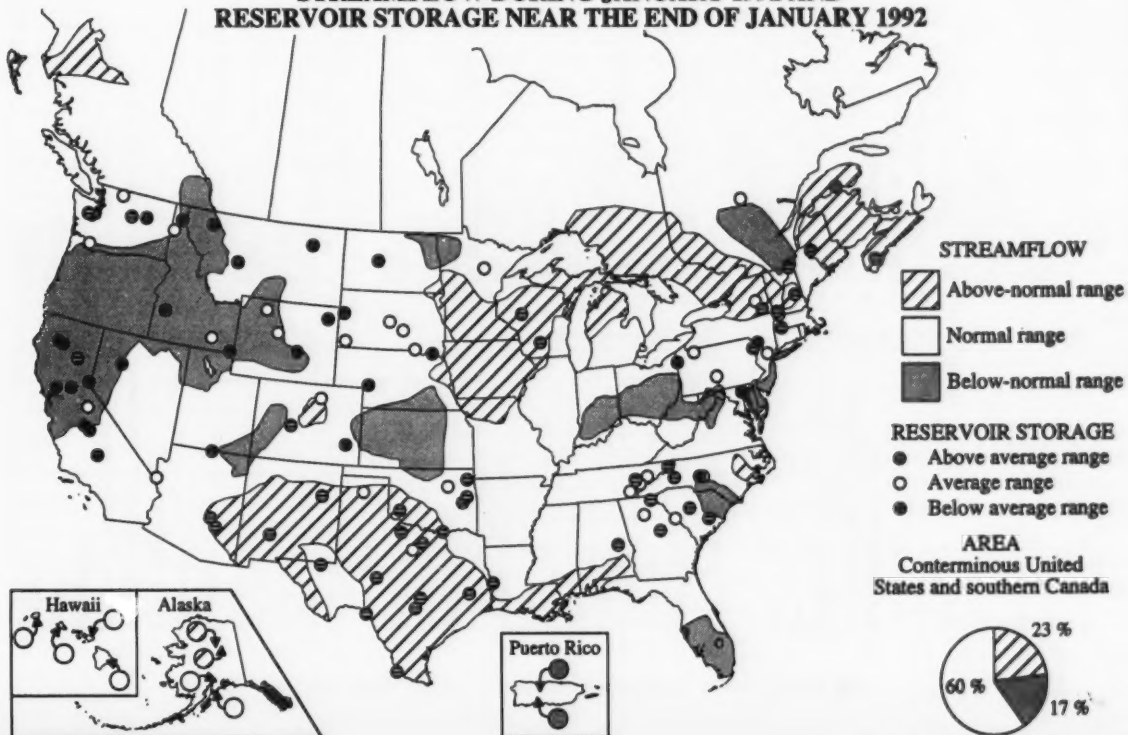 RESERVOIR STORAGE NEAR THE END OF JANUARY 1992
STREAMFLOW
Above-normal range
Normal range
Below-normal range
RESERVOIR STORAGE
Above average range
Average range
Below average range
AREA
Conterminous United
States and southern Canada
23 %
60 %
17 %
Hawaii
Alaska
Puerto Rico